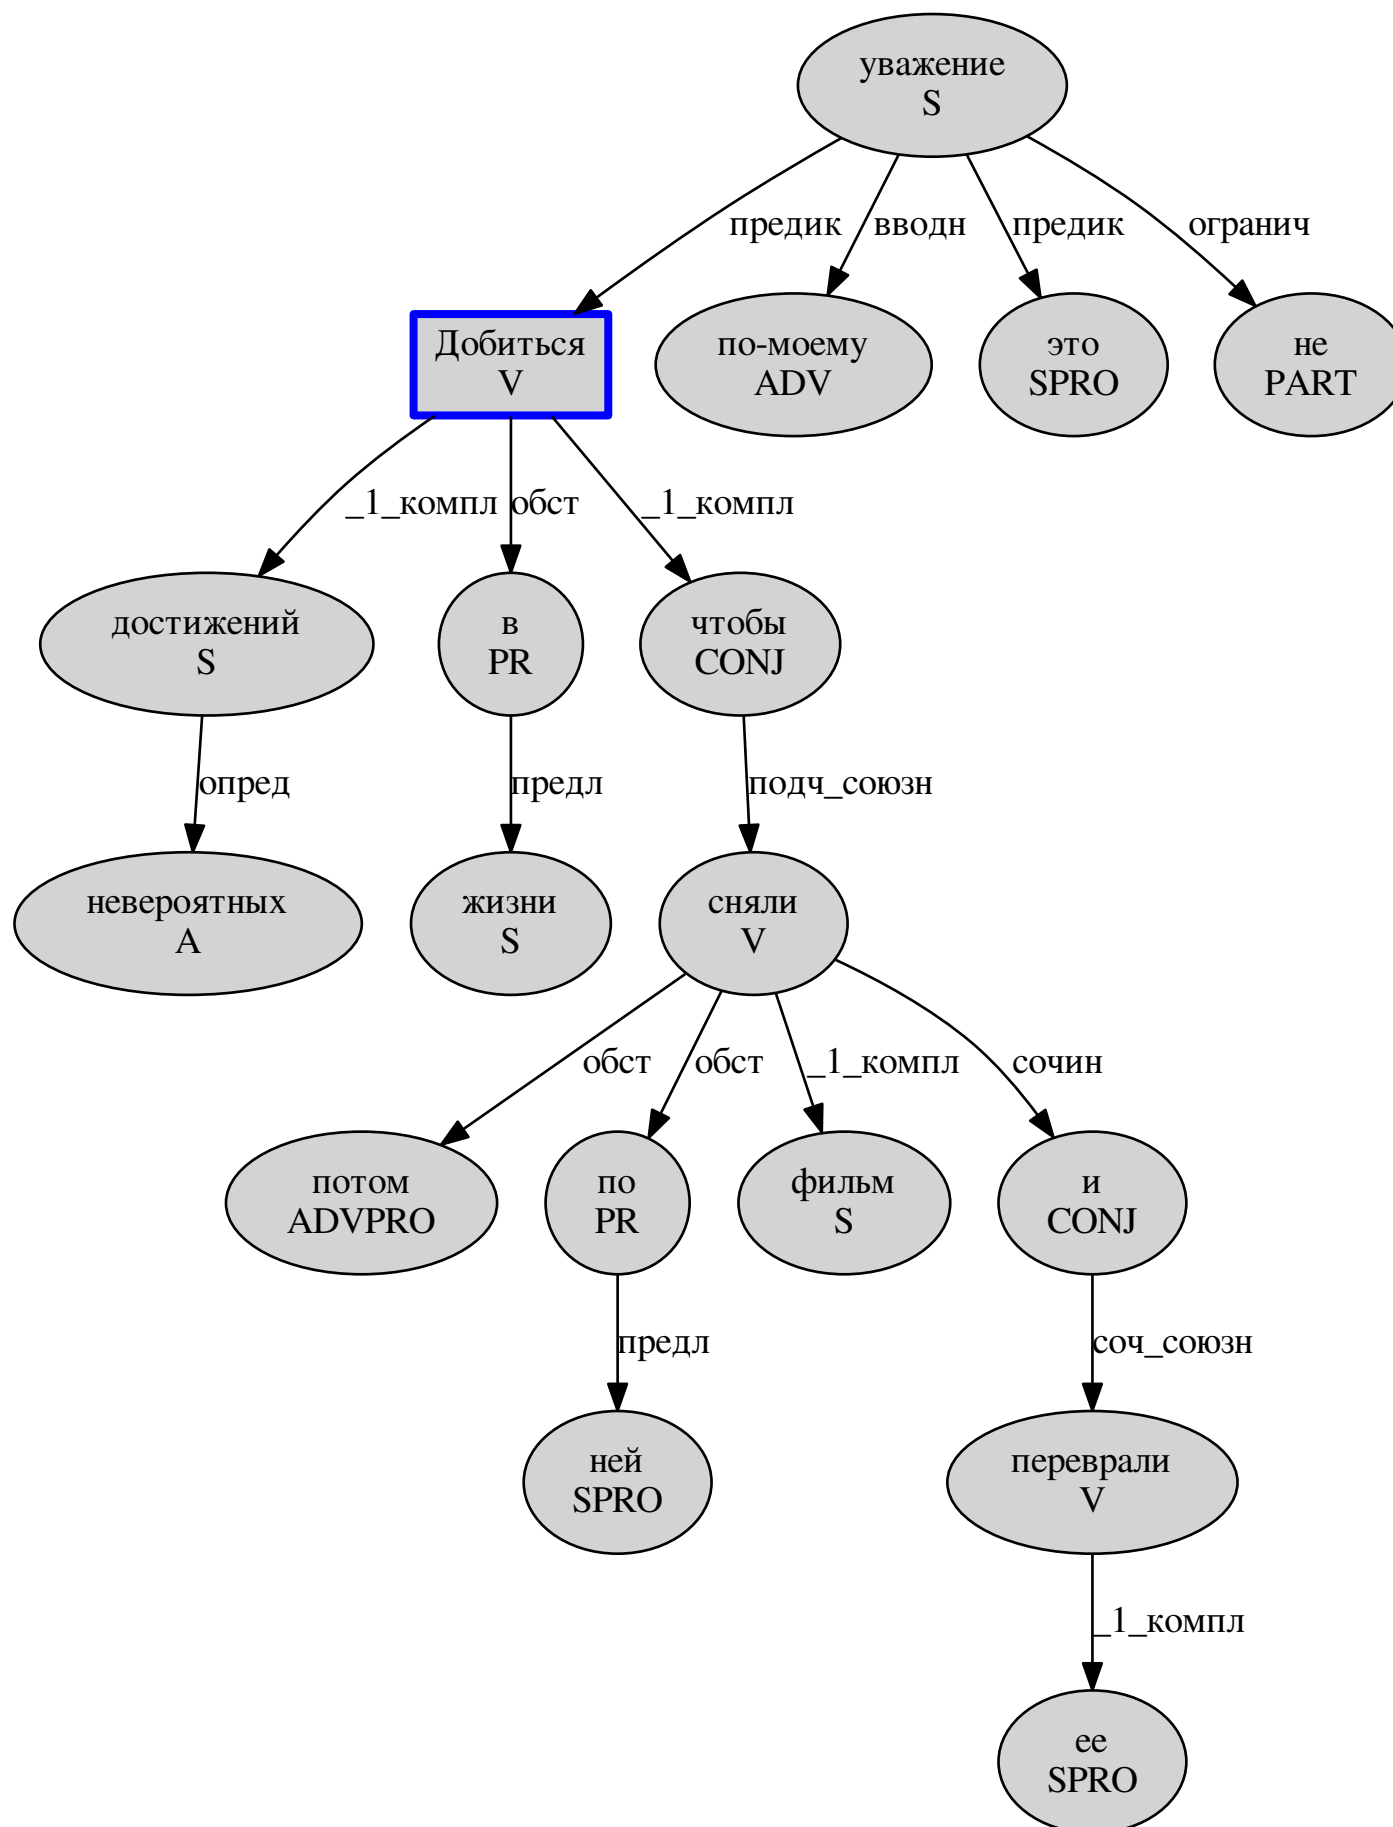 уважение
S
предик
вводн
предик
огранич
Добиться
V
по-моему
ADV
это
SPRO
не
PART
_1_компл
обст
_1_компл
достижений
S
в
PR
чтобы
CONJ
опред
предл
подч_союзн
невероятных
A
жизни
S
сняли
V
обст
обст
_1_компл
сочин
потом
ADVPRO
по
PR
фильм
S
и
CONJ
предл
соч_союзн
ней
SPRO
переврали
V
_1_компл
ее
SPRO